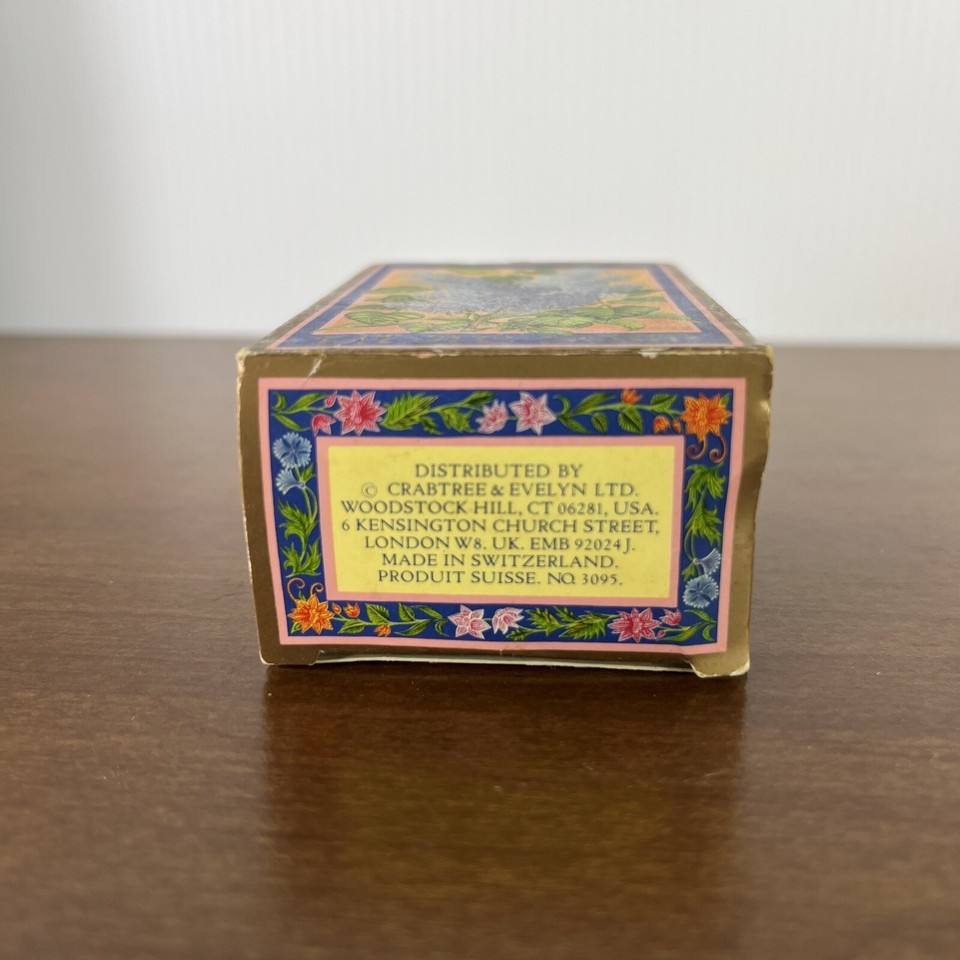 DISTRIBUTED BY
© CRABTREE & EVELYN LTD.
WOODSTOCK HILL, CT 06281, USA.
6 KENSINGTON CHURCH STREET,
LONDON W8. UK. EMB 92024J.
MADE IN SWITZERLAND.
PRODUIT SUISSE. NO. 3095.